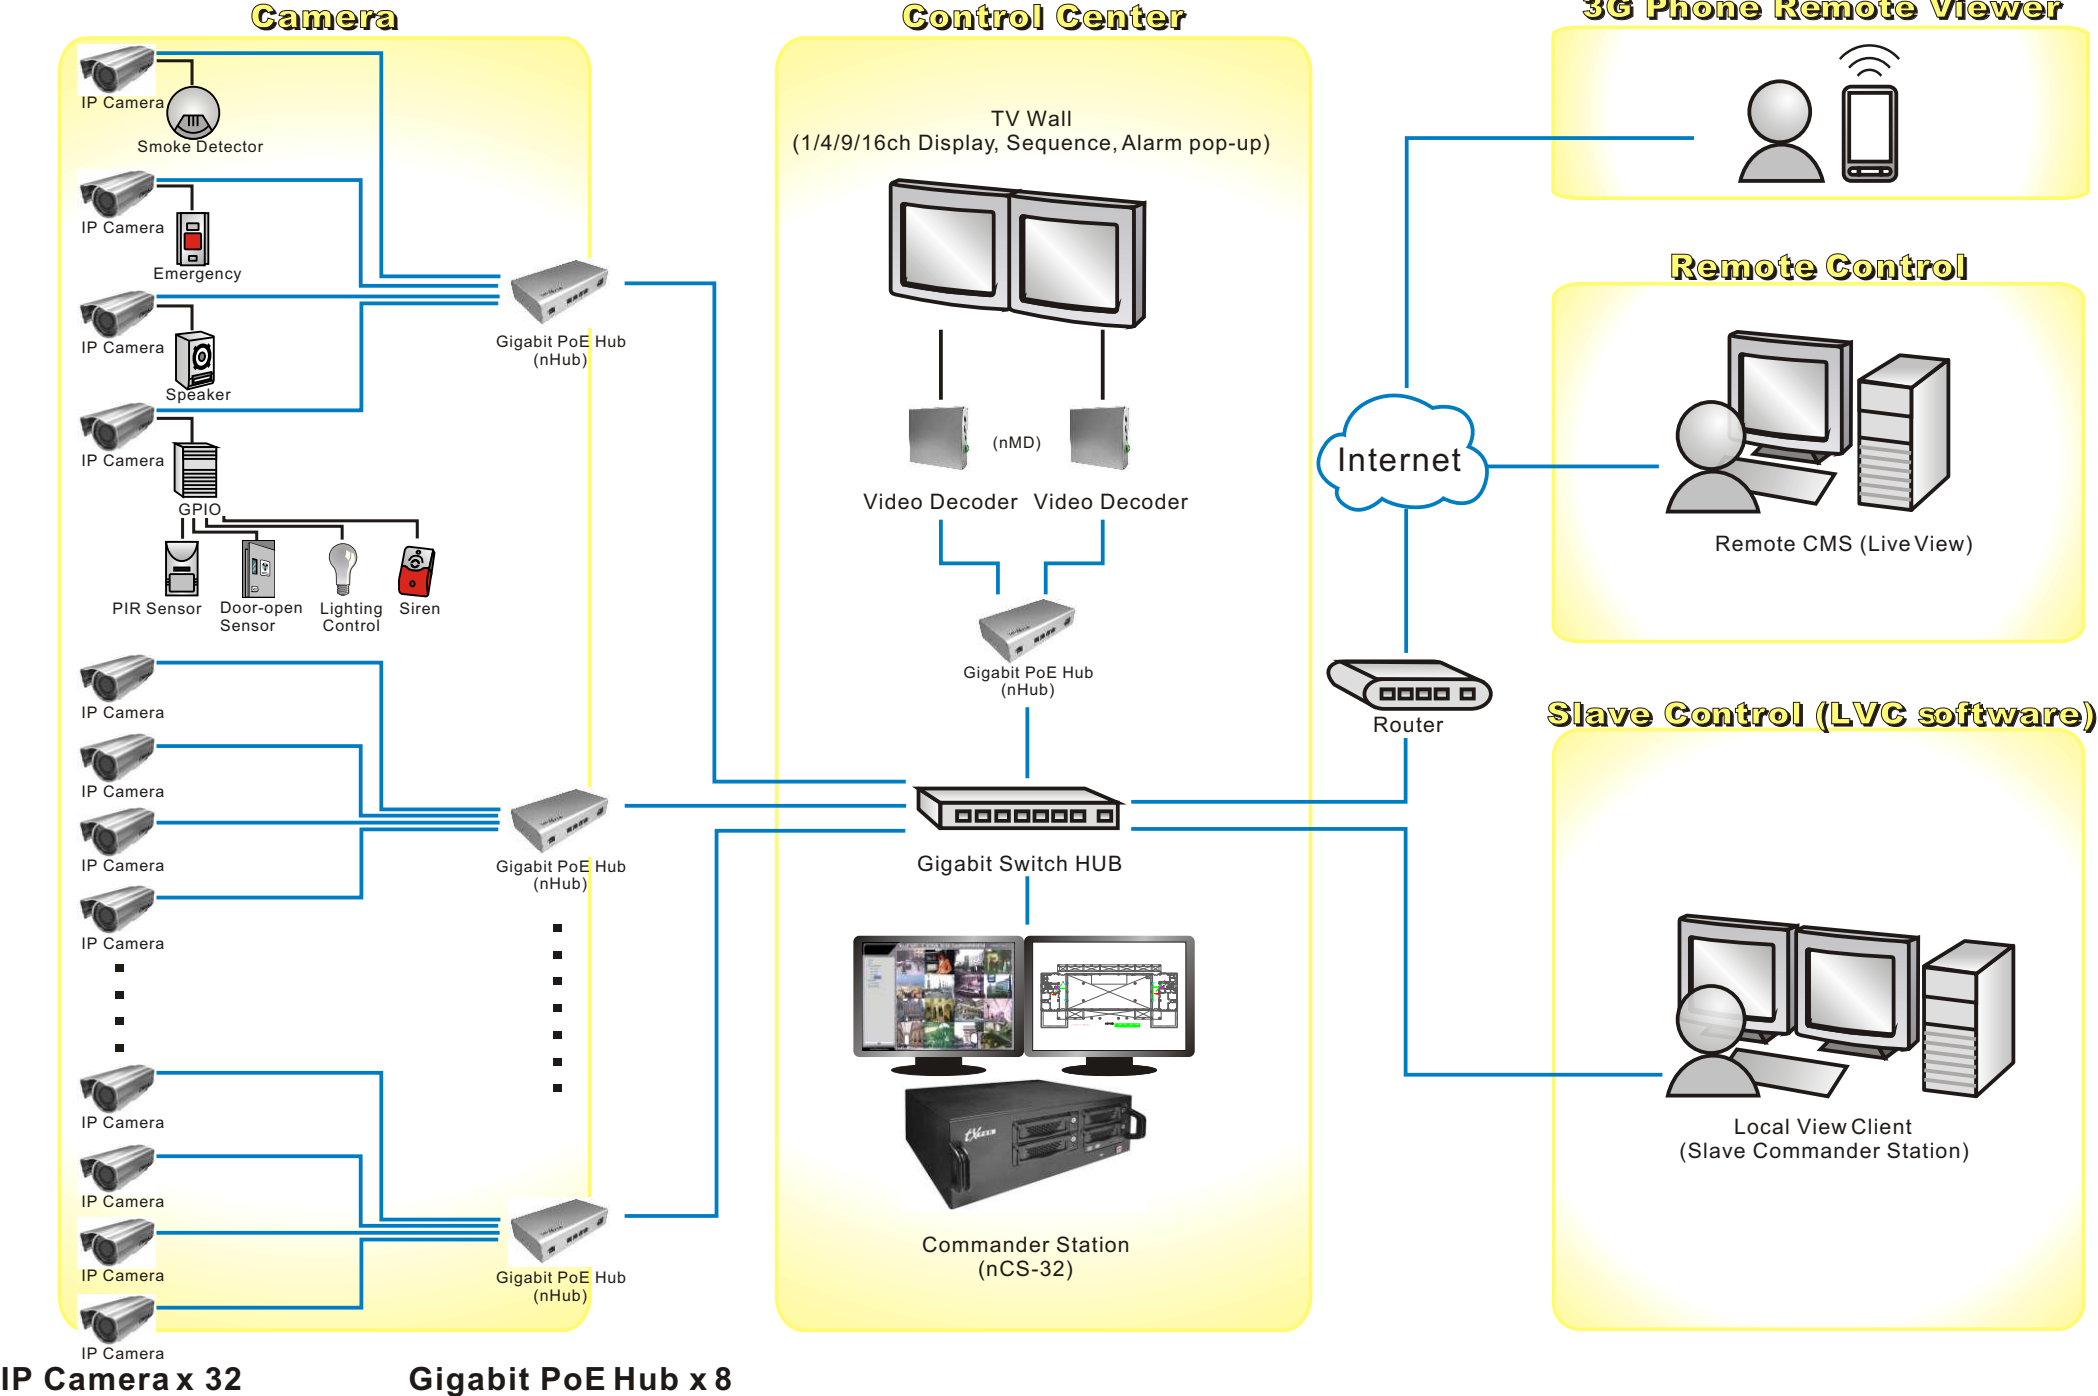 Camera
IP Camera
Smoke Detector
IP Camera
Emergency
IP Camera
Speaker
IP Camera
GPIO
PIR Sensor
Door-open
Sensor
Lighting
Control
Siren
IP Camera
IP Camera
IP Camera
IP Camera
IP Camera
IP Camera
IP Camera
IP Camera
Gigabit PoE Hub
(nHub)
Gigabit PoE Hub
(nHub)
Gigabit PoE Hub
(nHub)
IP Camera x 32
Gigabit PoE Hub x 8
Control Center
TV Wall
(1/4/9/16ch Display, Sequence, Alarm pop-up)
(nMD)
Video Decoder
Video Decoder
Gigabit PoE Hub
(nHub)
Gigabit Switch HUB
Commander Station
(nCS-32)
Internet
Router
3G Phone Remote Viewer
Remote Control
Remote CMS (Live View)
Slave Control (LVC software)
Local View Client
(Slave Commander Station)